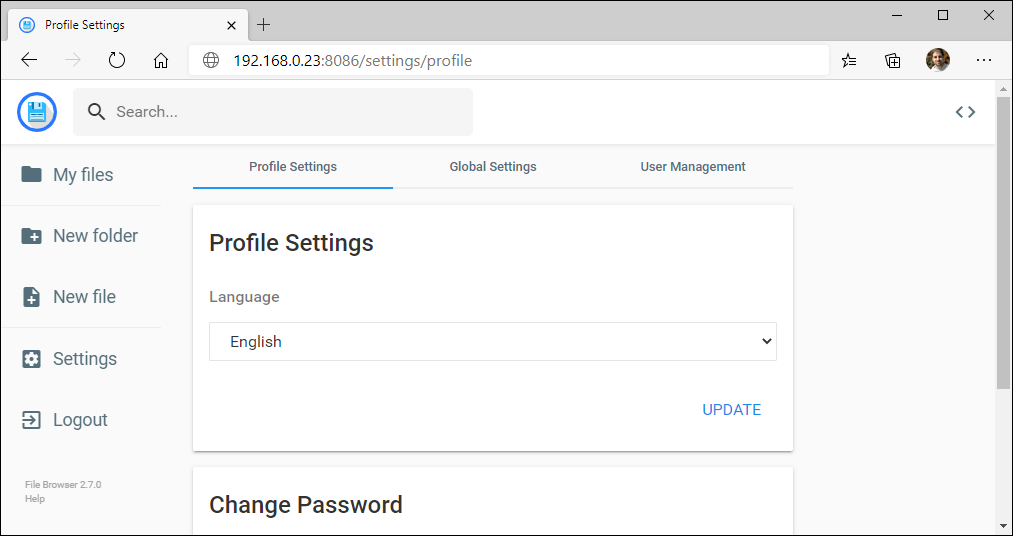 Profile Settings
192.168.0.23:8086/settings/profile
Search...
My files
New folder
New file
Settings
Logout
File Browser 2.7.0
Help
Profile Settings
Global Settings
User Management
Profile Settings
Language
English
UPDATE
Change Password